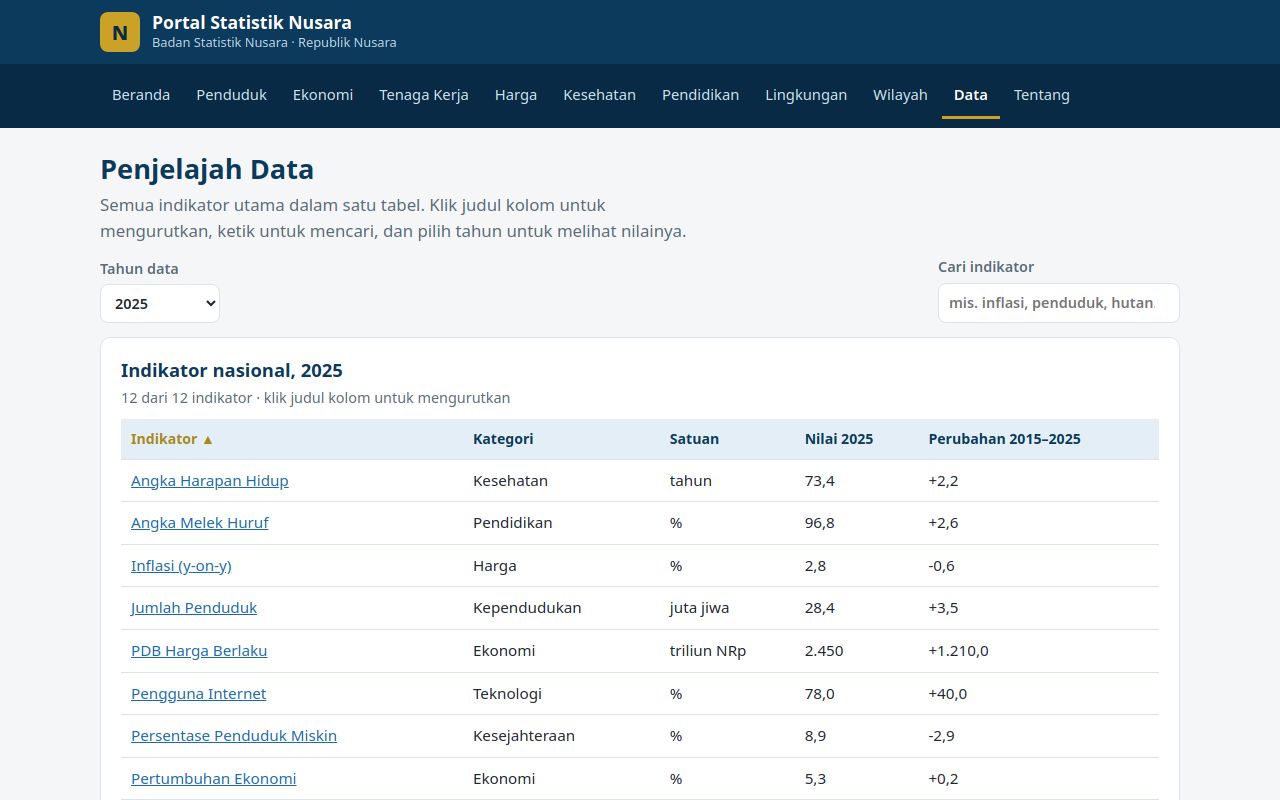 N
Portal Statistik Nusara
Badan Statistik Nusara · Republik Nusara
Beranda Penduduk Ekonomi Tenaga Kerja Harga Kesehatan Pendidikan Lingkungan Wilayah Data Tentang
Penjelajah Data
Semua indikator utama dalam satu tabel. Klik judul kolom untuk
mengurutkan, ketik untuk mencari, dan pilih tahun untuk melihat nilainya.
Tahun data
2025
Cari indikator
mis. inflasi, penduduk, hutan.
Indikator nasional, 2025
12 dari 12 indikator · klik judul kolom untuk mengurutkan
Indikator ▲ Kategori Satuan Nilai 2025 Perubahan 2015–2025
Angka Harapan Hidup Kesehatan tahun 73,4 +2,2
Angka Melek Huruf Pendidikan % 96,8 +2,6
Inflasi (y-on-y) Harga % 2,8 -0,6
Jumlah Penduduk Kependudukan juta jiwa 28,4 +3,5
PDB Harga Berlaku Ekonomi triliun NRp 2.450 +1.210,0
Pengguna Internet Teknologi % 78,0 +40,0
Persentase Penduduk Miskin Kesejahteraan % 8,9 -2,9
Pertumbuhan Ekonomi Ekonomi % 5,3 +0,2